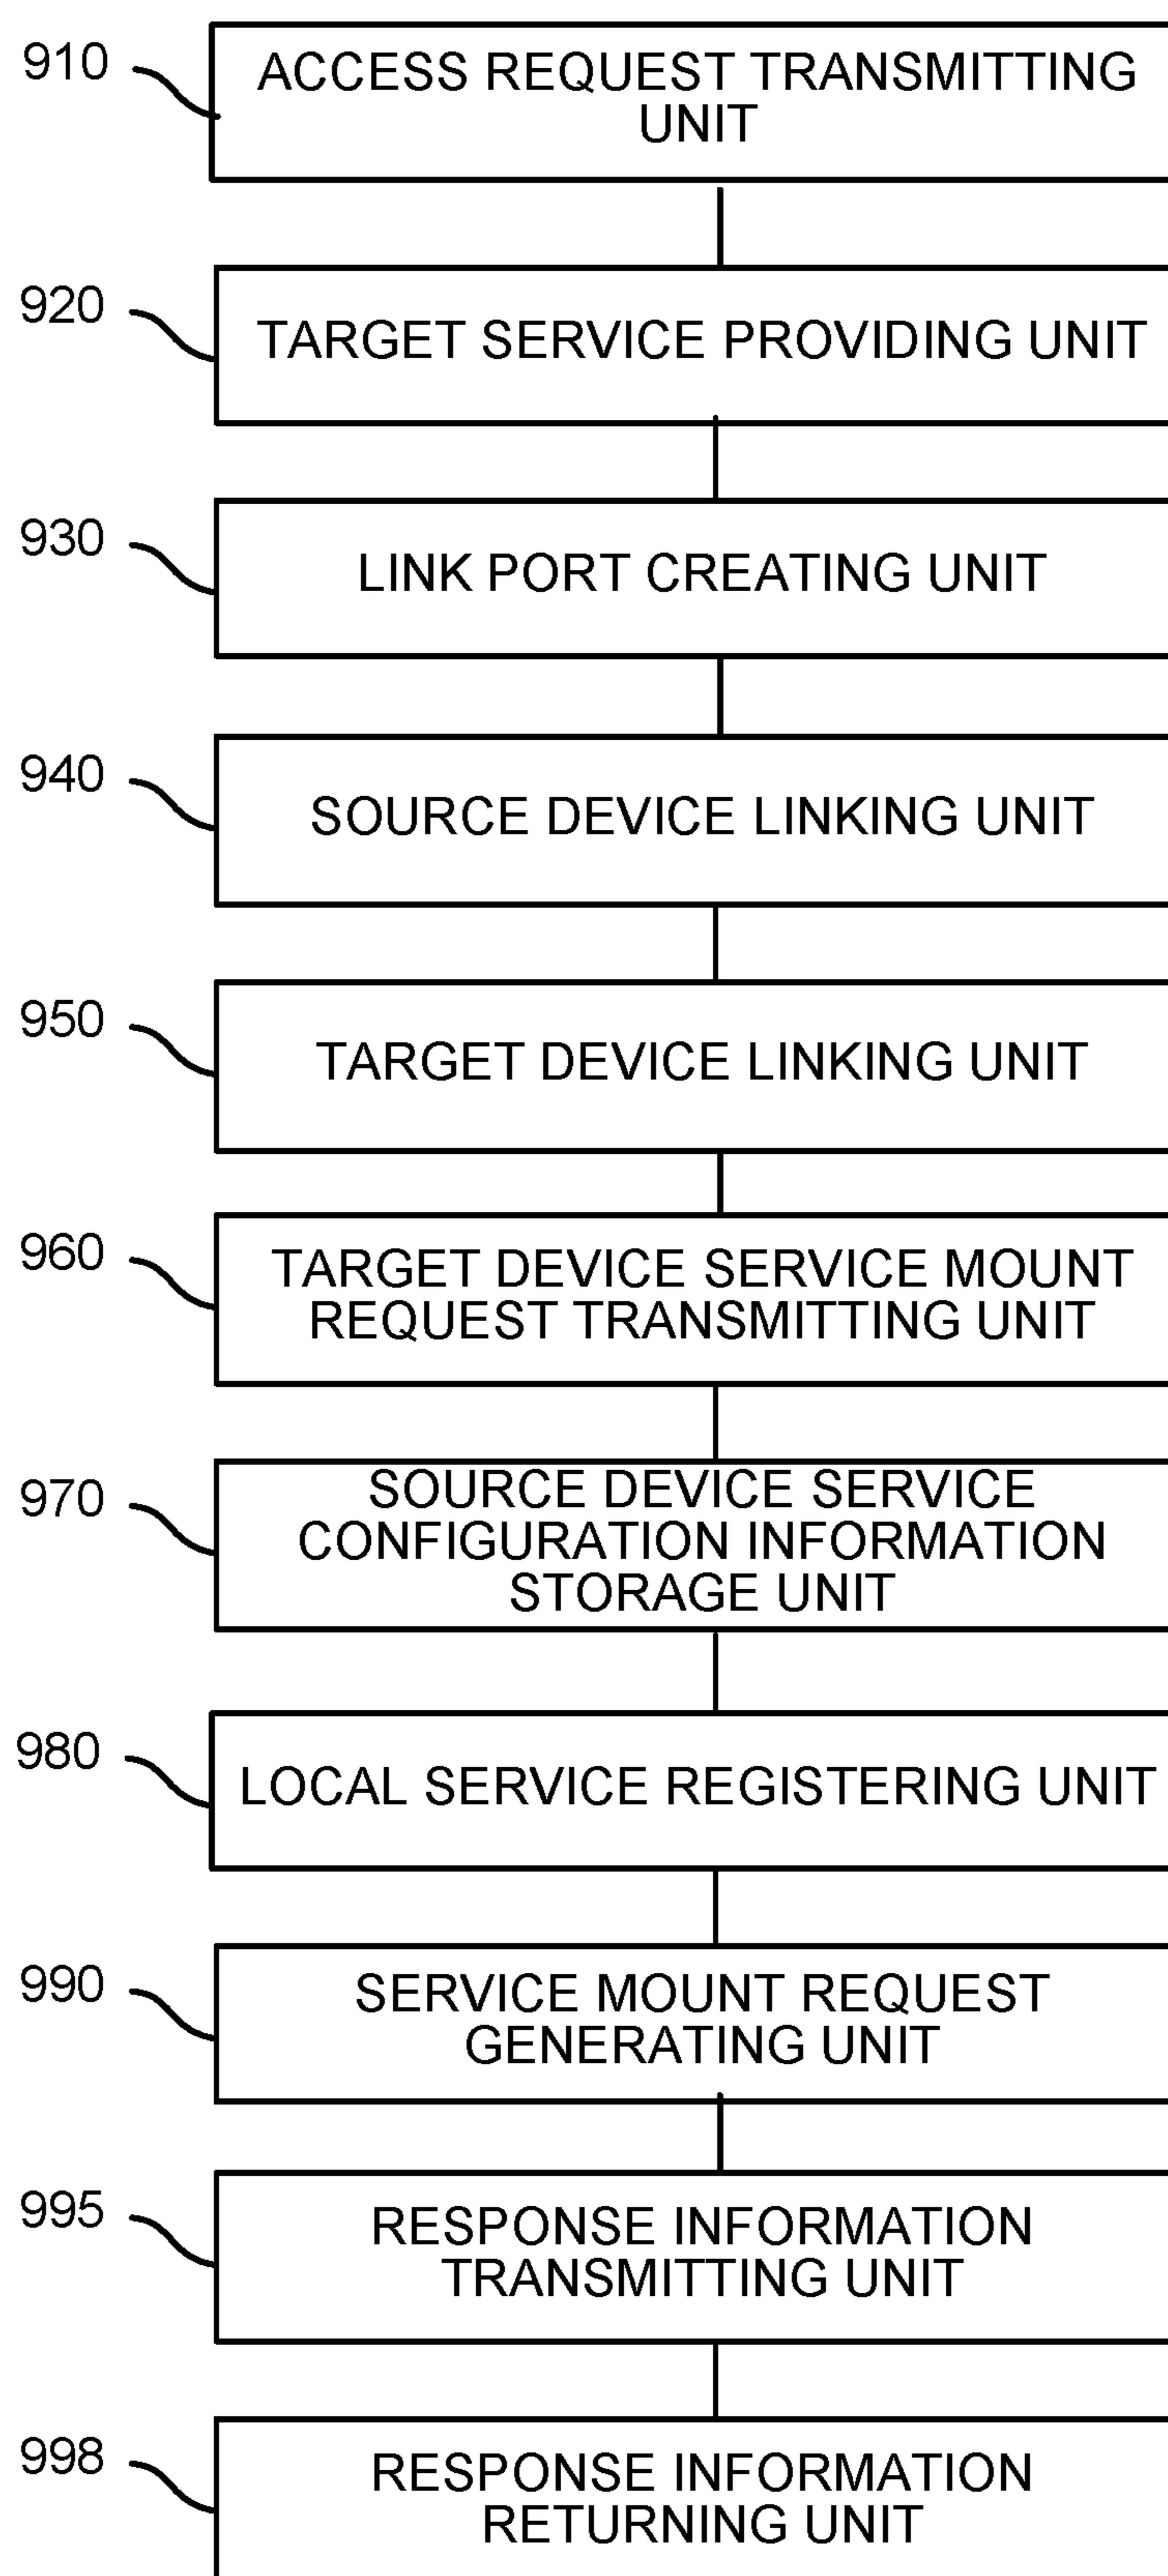 910
ACCESS REQUEST TRANSMITTING
UNIT
920
TARGET SERVICE PROVIDING UNIT
930
LINK PORT CREATING UNIT
940
SOURCE DEVICE LINKING UNIT
950
TARGET DEVICE LINKING UNIT
960
TARGET DEVICE SERVICE MOUNT
REQUEST TRANSMITTING UNIT
970
SOURCE DEVICE SERVICE
CONFIGURATION INFORMATION
STORAGE UNIT
980
LOCAL SERVICE REGISTERING UNIT
990
SERVICE MOUNT REQUEST
GENERATING UNIT
995
RESPONSE INFORMATION
TRANSMITTING UNIT
998
RESPONSE INFORMATION
RETURNING UNIT